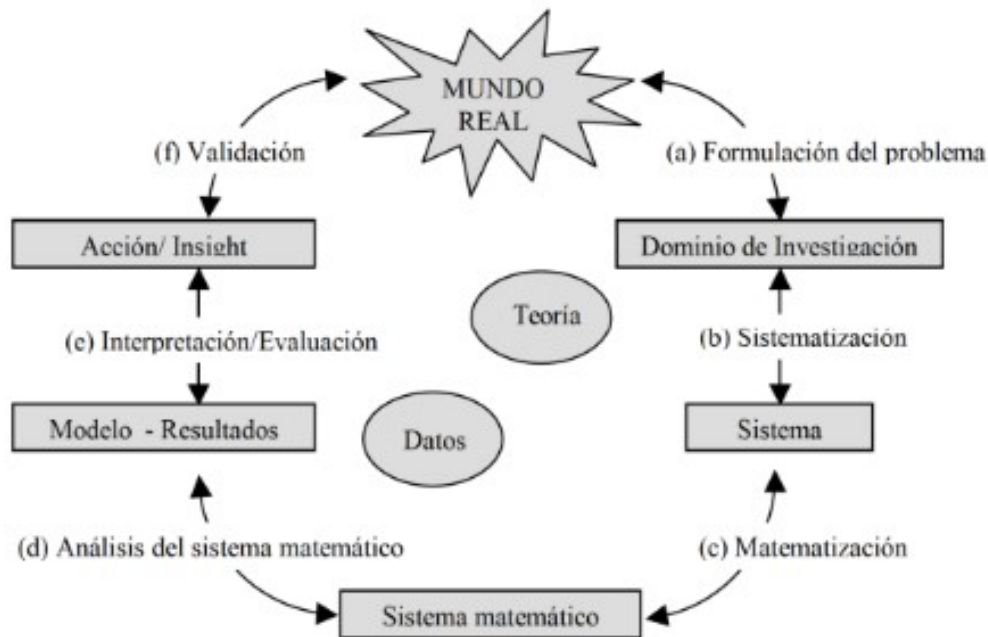 MUNDO
REAL
(f) Validación
(a) Formulación del problema
Acción/ Insight
Dominio de Investigación
Teoría
(e) Interpretación/Evaluación
(b) Sistematización
Modelo - Resultados
Datos
Sistema
(d) Análisis del sistema matemático
(c) Matematización
Sistema matemático